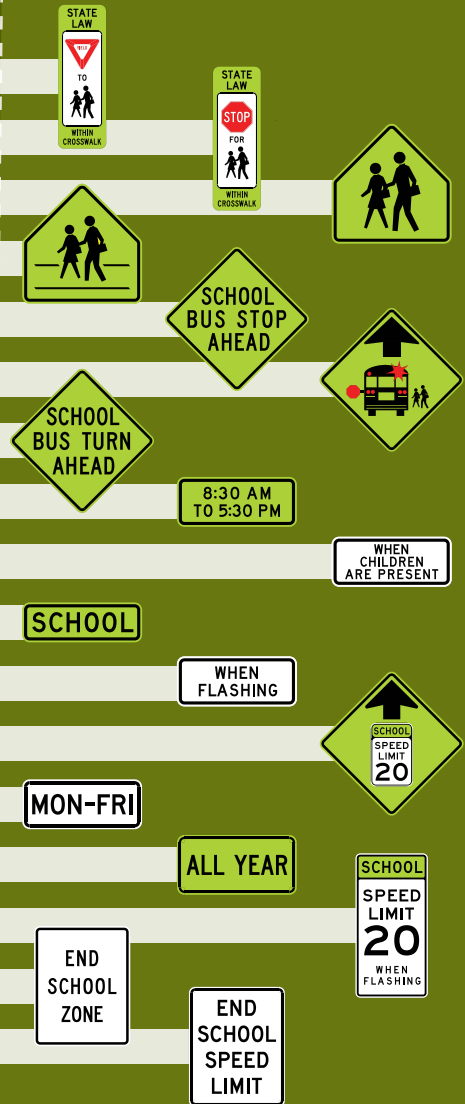 STATE
LAW
YIELD
TO
WITHIN
CROSSWALK
STATE
LAW
STOP
FOR
WITHIN
CROSSWALK
SCHOOL
BUS STOP
AHEAD
SCHOOL
BUS TURN
AHEAD
8:30 AM
TO 5:30 PM
WHEN
CHILDREN
ARE PRESENT
SCHOOL
WHEN
FLASHING
SCHOOL
SPEED
LIMIT
20
MON-FRI
ALL YEAR
SCHOOL
SPEED
LIMIT
20
WHEN
FLASHING
END
SCHOOL
ZONE
END
SCHOOL
SPEED
LIMIT